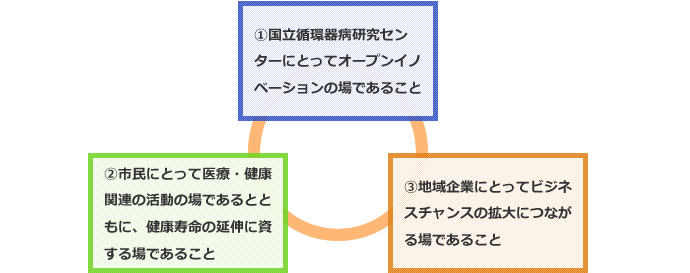 ①国立循環器病研究セン
ターにとってオープンイノ
ベーションの場であること
②市民にとって医療・健康
関連の活動の場であるとと
もに、健康寿命の延伸に資
する場であること
③地域企業にとってビジネ
スチャンスの拡大につなが
る場であること